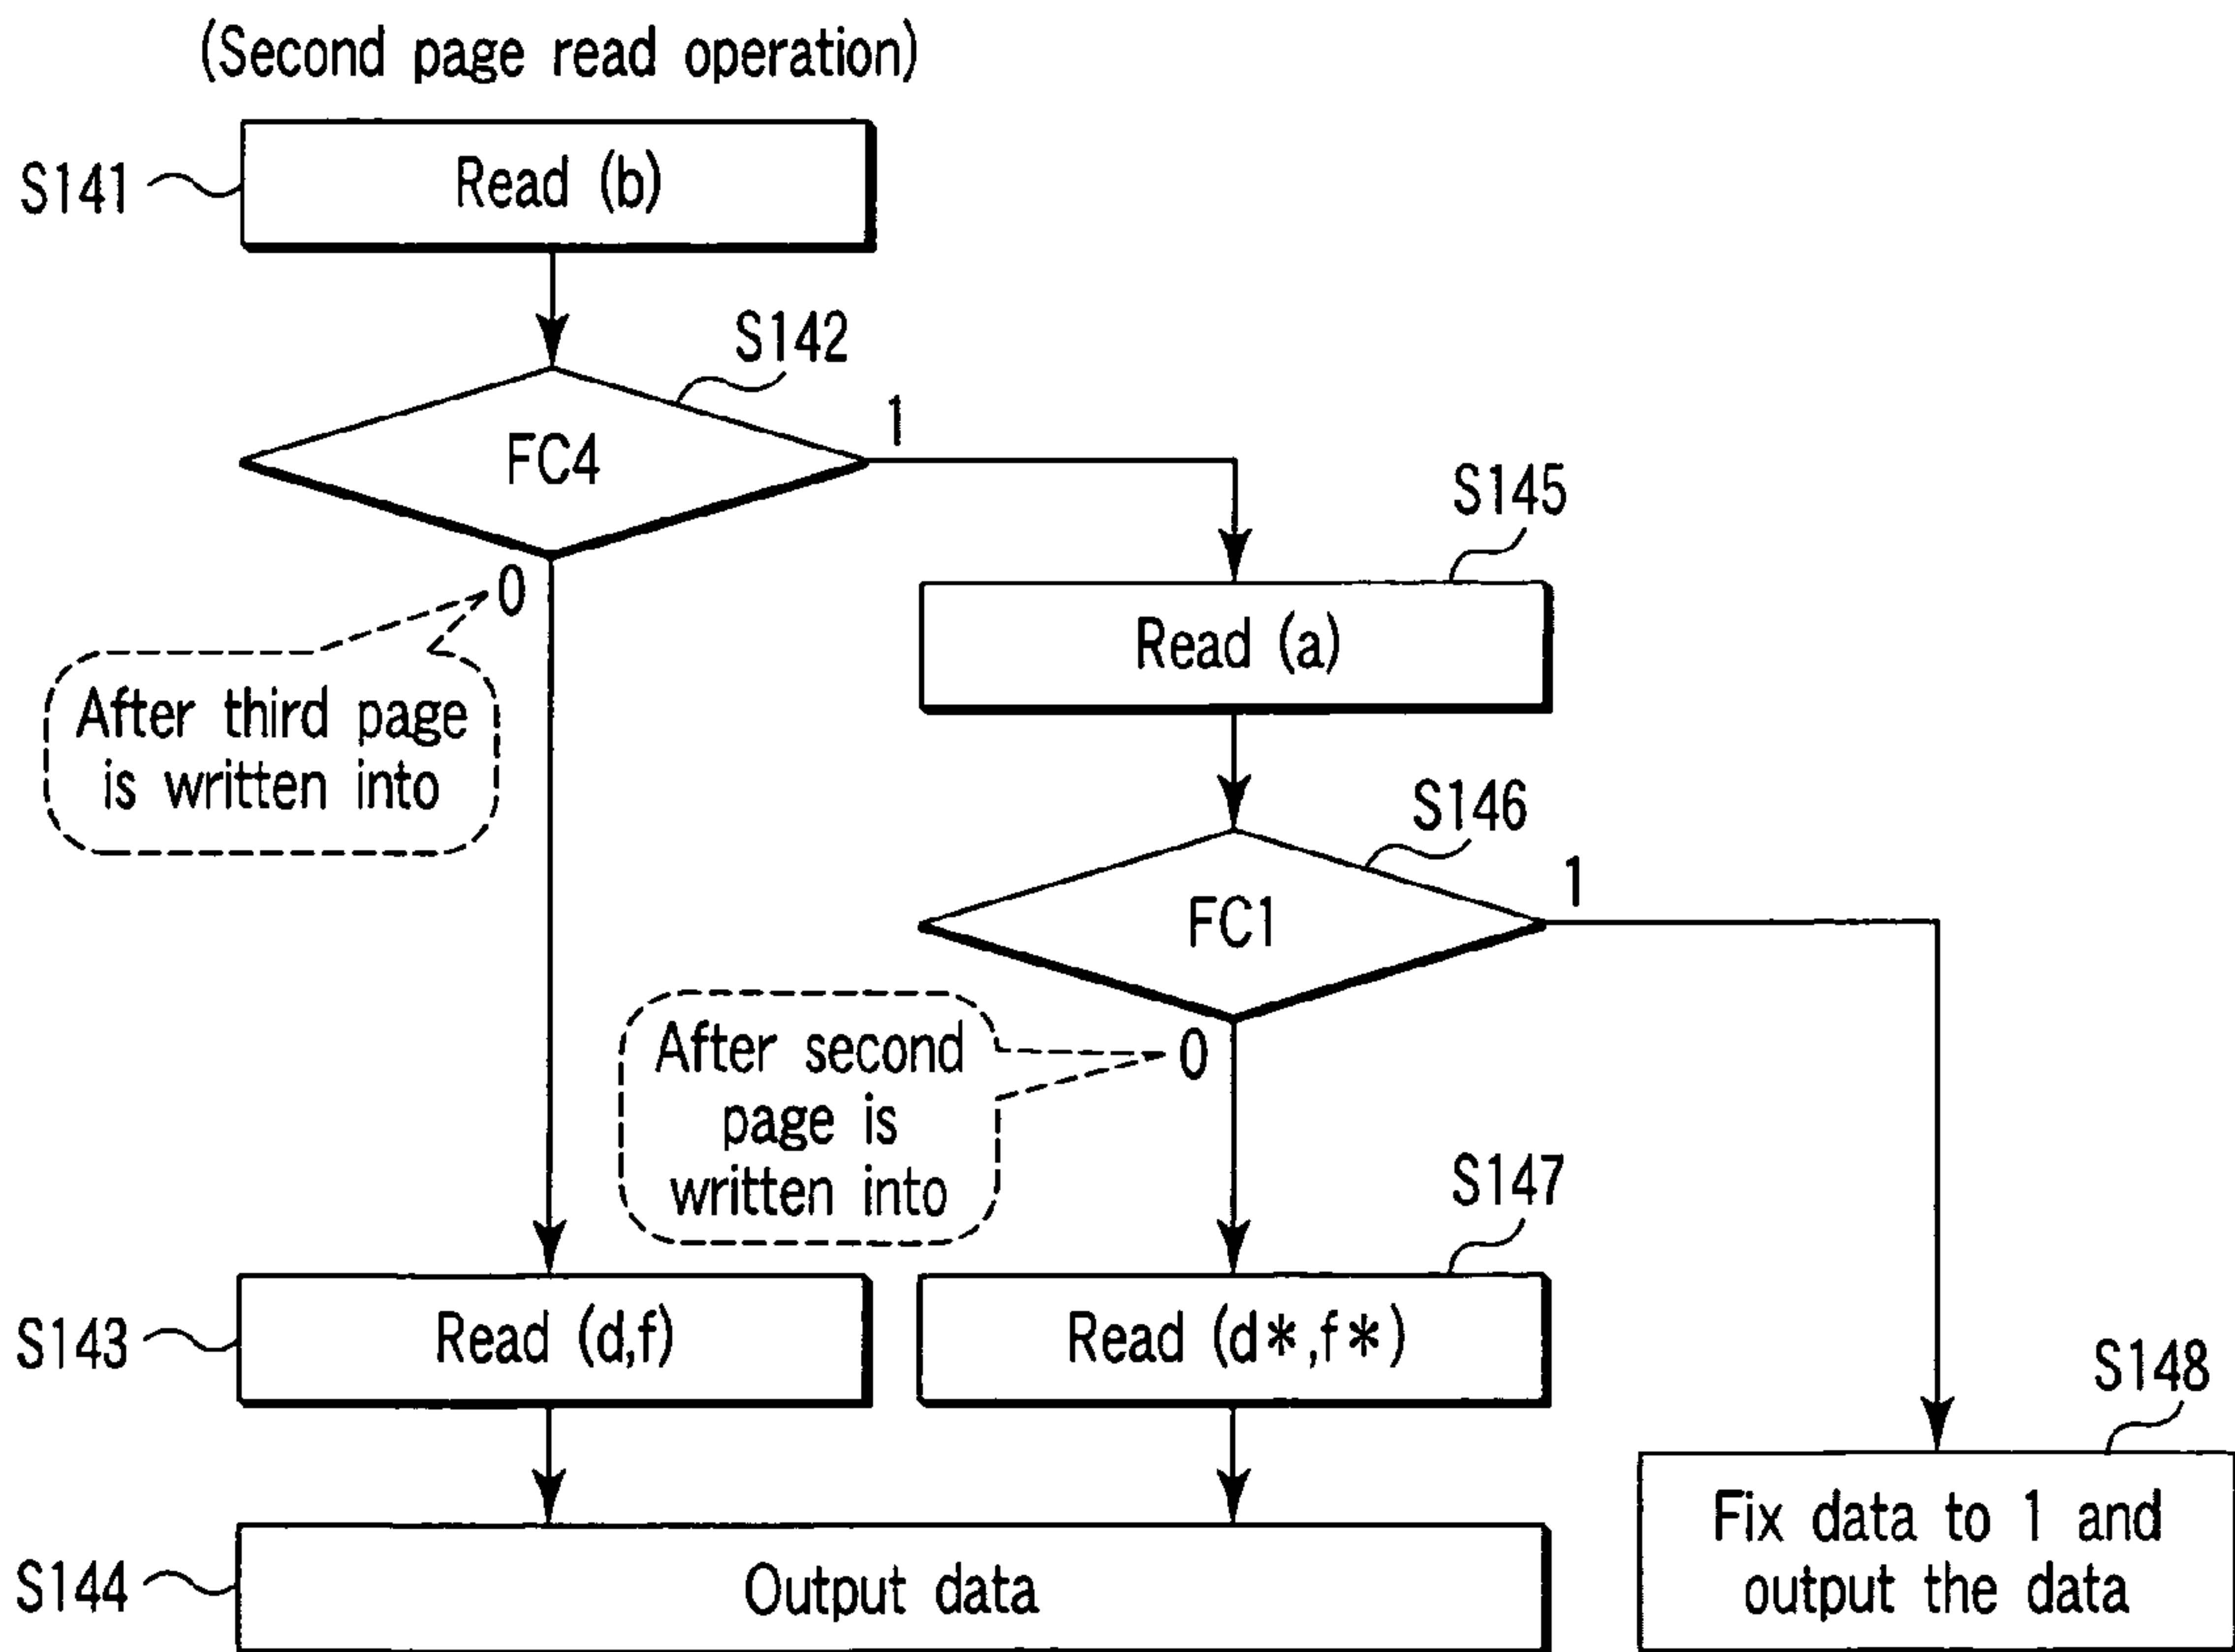 (Second page read operation)
S141
Read (b)
S142
FC4
1
0
After third page
is written into
S145
Read (a)
S146
FC1
1
0
After second
page is
written into
S143
Read (d,f)
S147
Read (d*,f*)
S144
Output data
S148
Fix data to 1 and
output the data